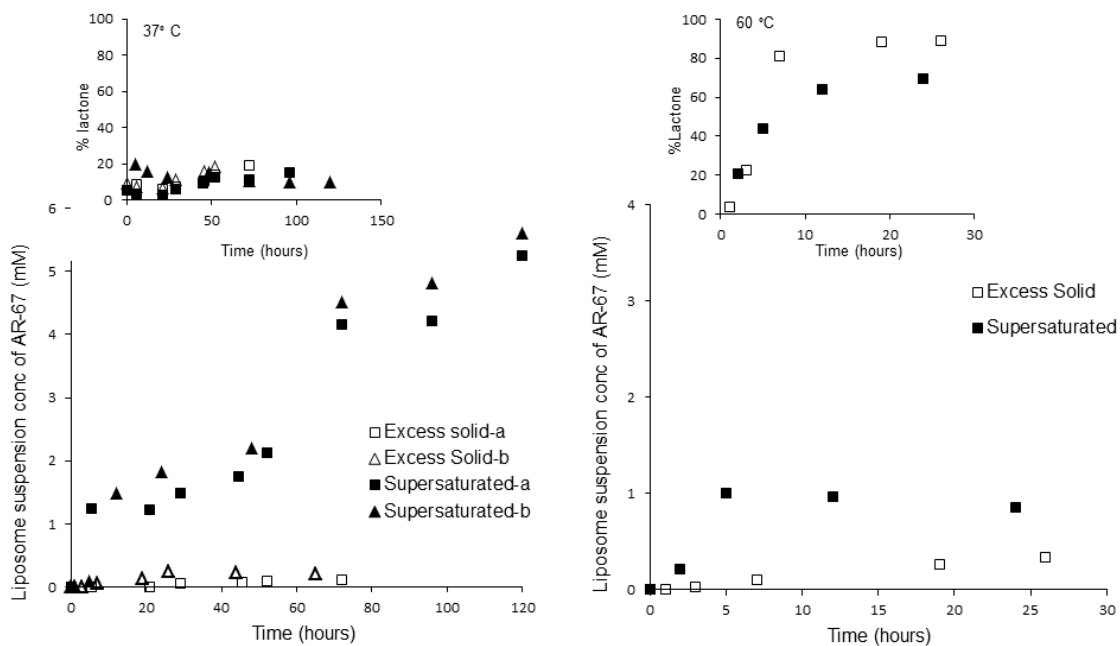 37° C
100
80
60
40
20
0
% lactone
0 50 100 150
Time (hours)
6
5
4
3
2
1
0
Liposome suspension conc of AR-67 (mM)
Excess solid-a
Excess Solid-b
Supersaturated-a
Supersaturated-b
0 20 40 60 80 100 120
Time (hours)
60 °C
100
80
60
40
20
0
%Lactone
0 10 20 30
Time (hours)
4
3
2
1
0
Liposome suspension conc of AR-67 (mM)
Excess Solid
Supersaturated
0 5 10 15 20 25 30
Time (hours)